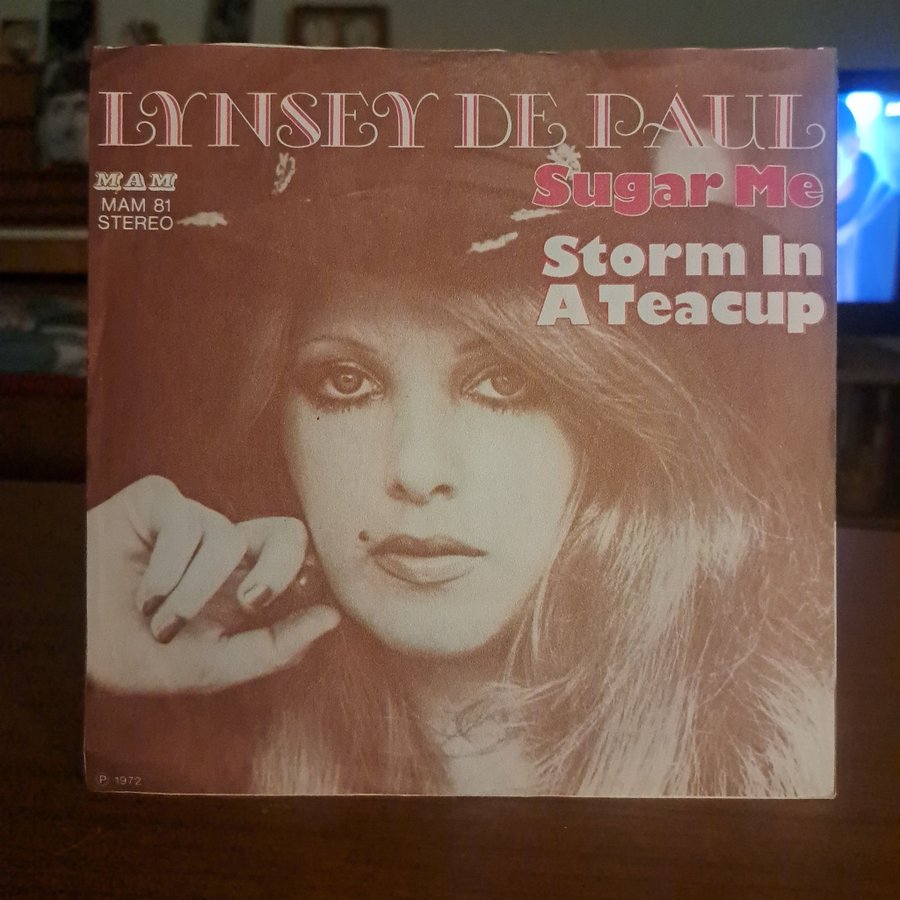 LYNSEY DE PAUL
MAM
MAM 81
STEREO
Sugar Me
Storm In
A Teacup
P 1972